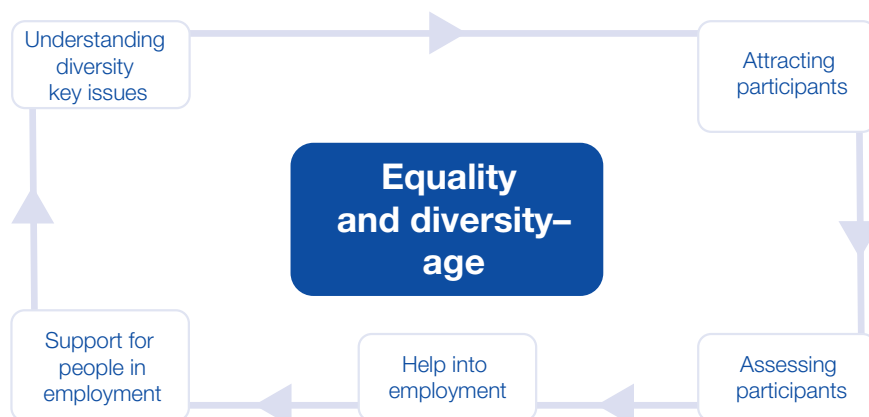 Understanding
diversity
key issues
Attracting
participants
Equality
and diversity–
age
Support for
people in
employment
Help into
employment
Assessing
participants